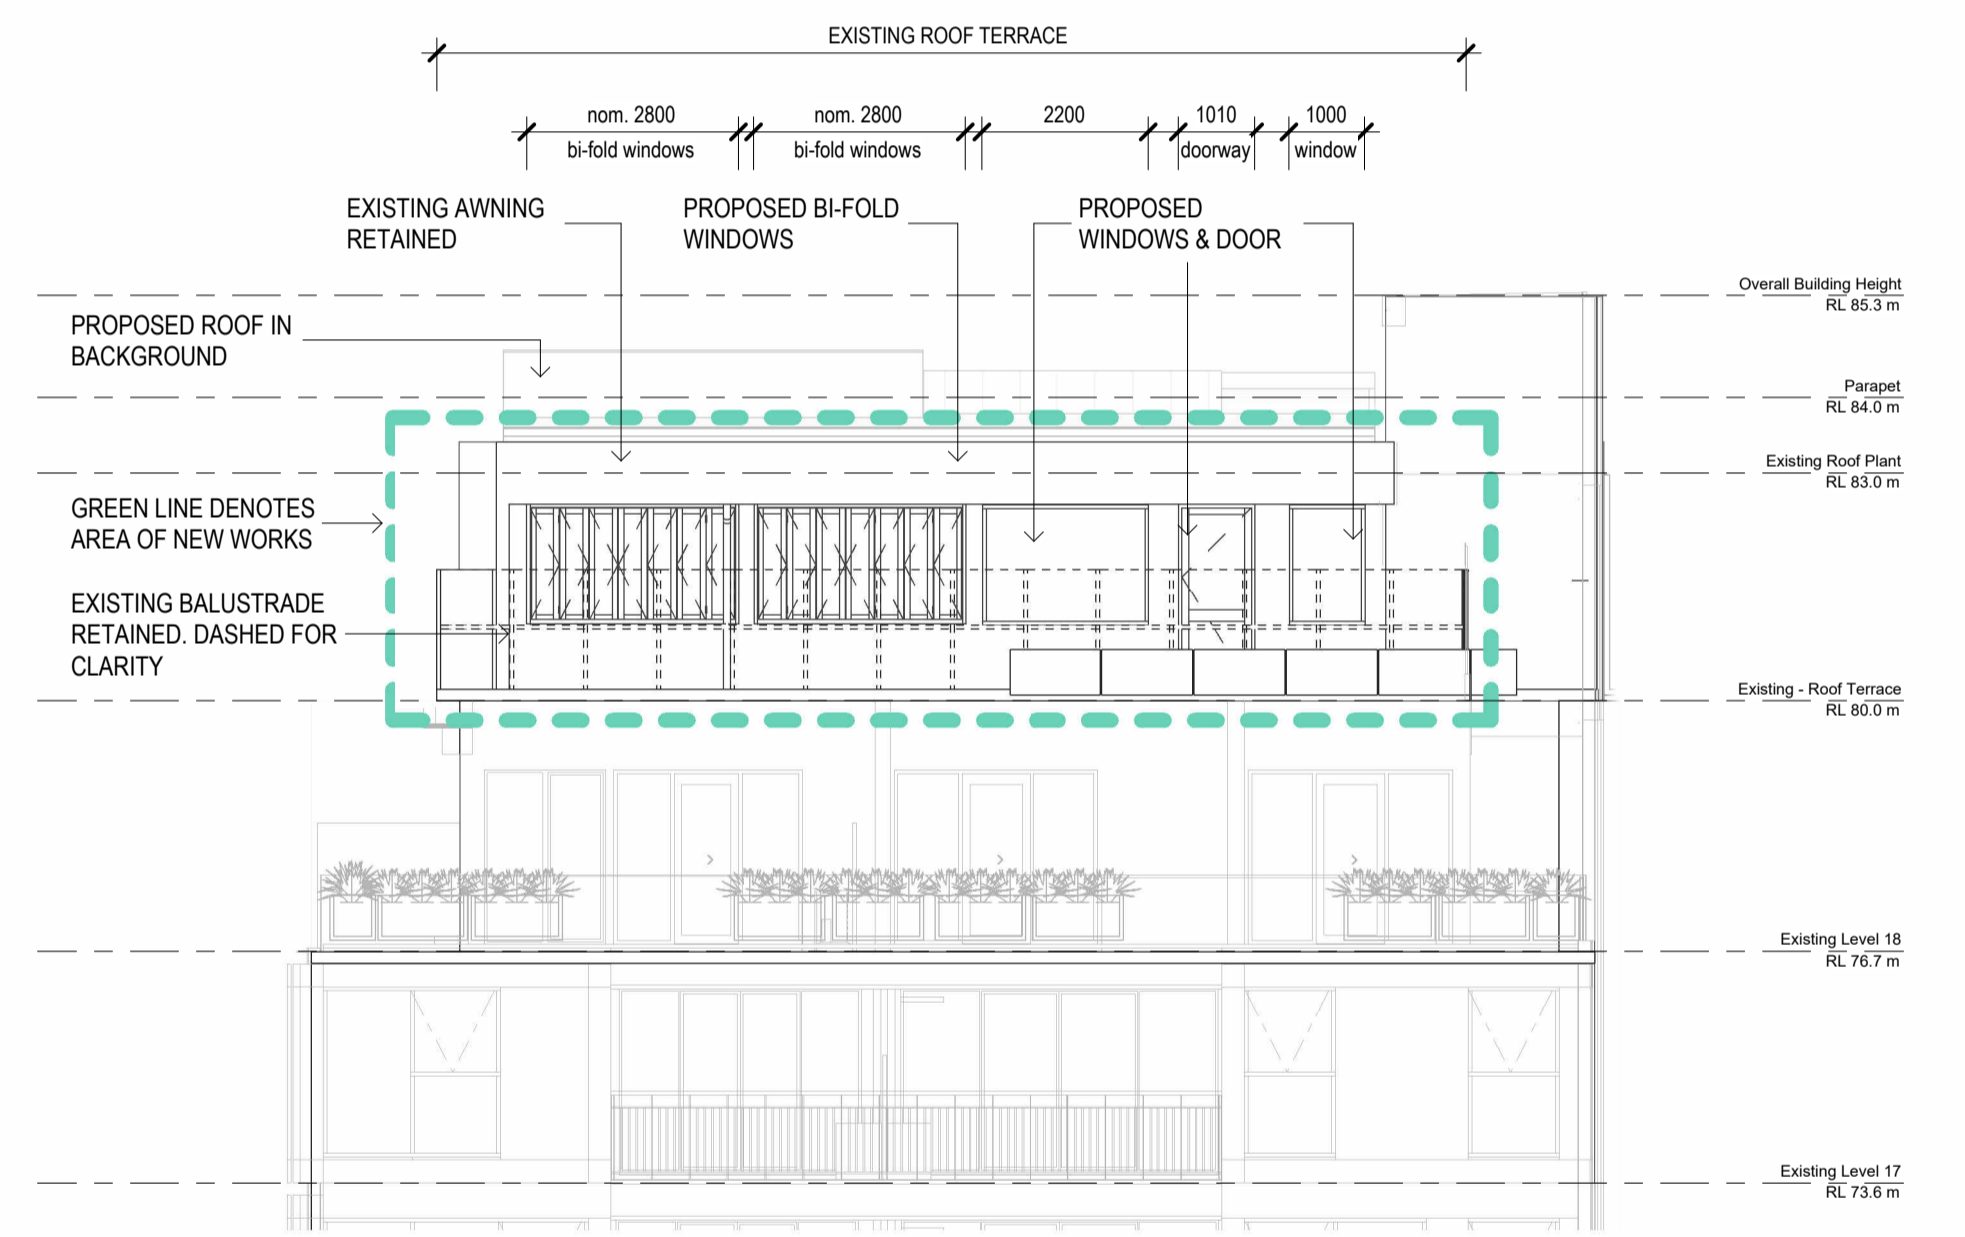 EXISTING ROOF TERRACE
nom. 2800
nom. 2800
2200
1010
1000
bi-fold windows
bi-fold windows
doorway
window
EXISTING AWNING
RETAINED
PROPOSED BI-FOLD
WINDOWS
PROPOSED
WINDOWS & DOOR
Overall Building Height
RL 85.3 m
PROPOSED ROOF IN
BACKGROUND
Parapet
RL 84.0 m
Existing Roof Plant
RL 83.0 m
GREEN LINE DENOTES
AREA OF NEW WORKS
EXISTING BALUSTRADE
RETAINED. DASHED FOR
CLARITY
Existing - Roof Terrace
RL 80.0 m
Existing Level 18
RL 76.7 m
Existing Level 17
RL 73.6 m